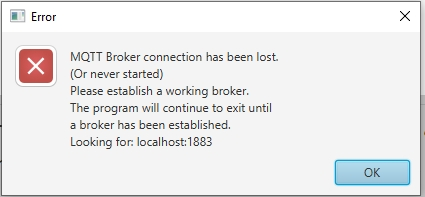 Error
MQTT Broker connection has been lost.
(Or never started)
Please establish a working broker.
The program will continue to exit until
a broker has been established.
Looking for: localhost:1883
OK